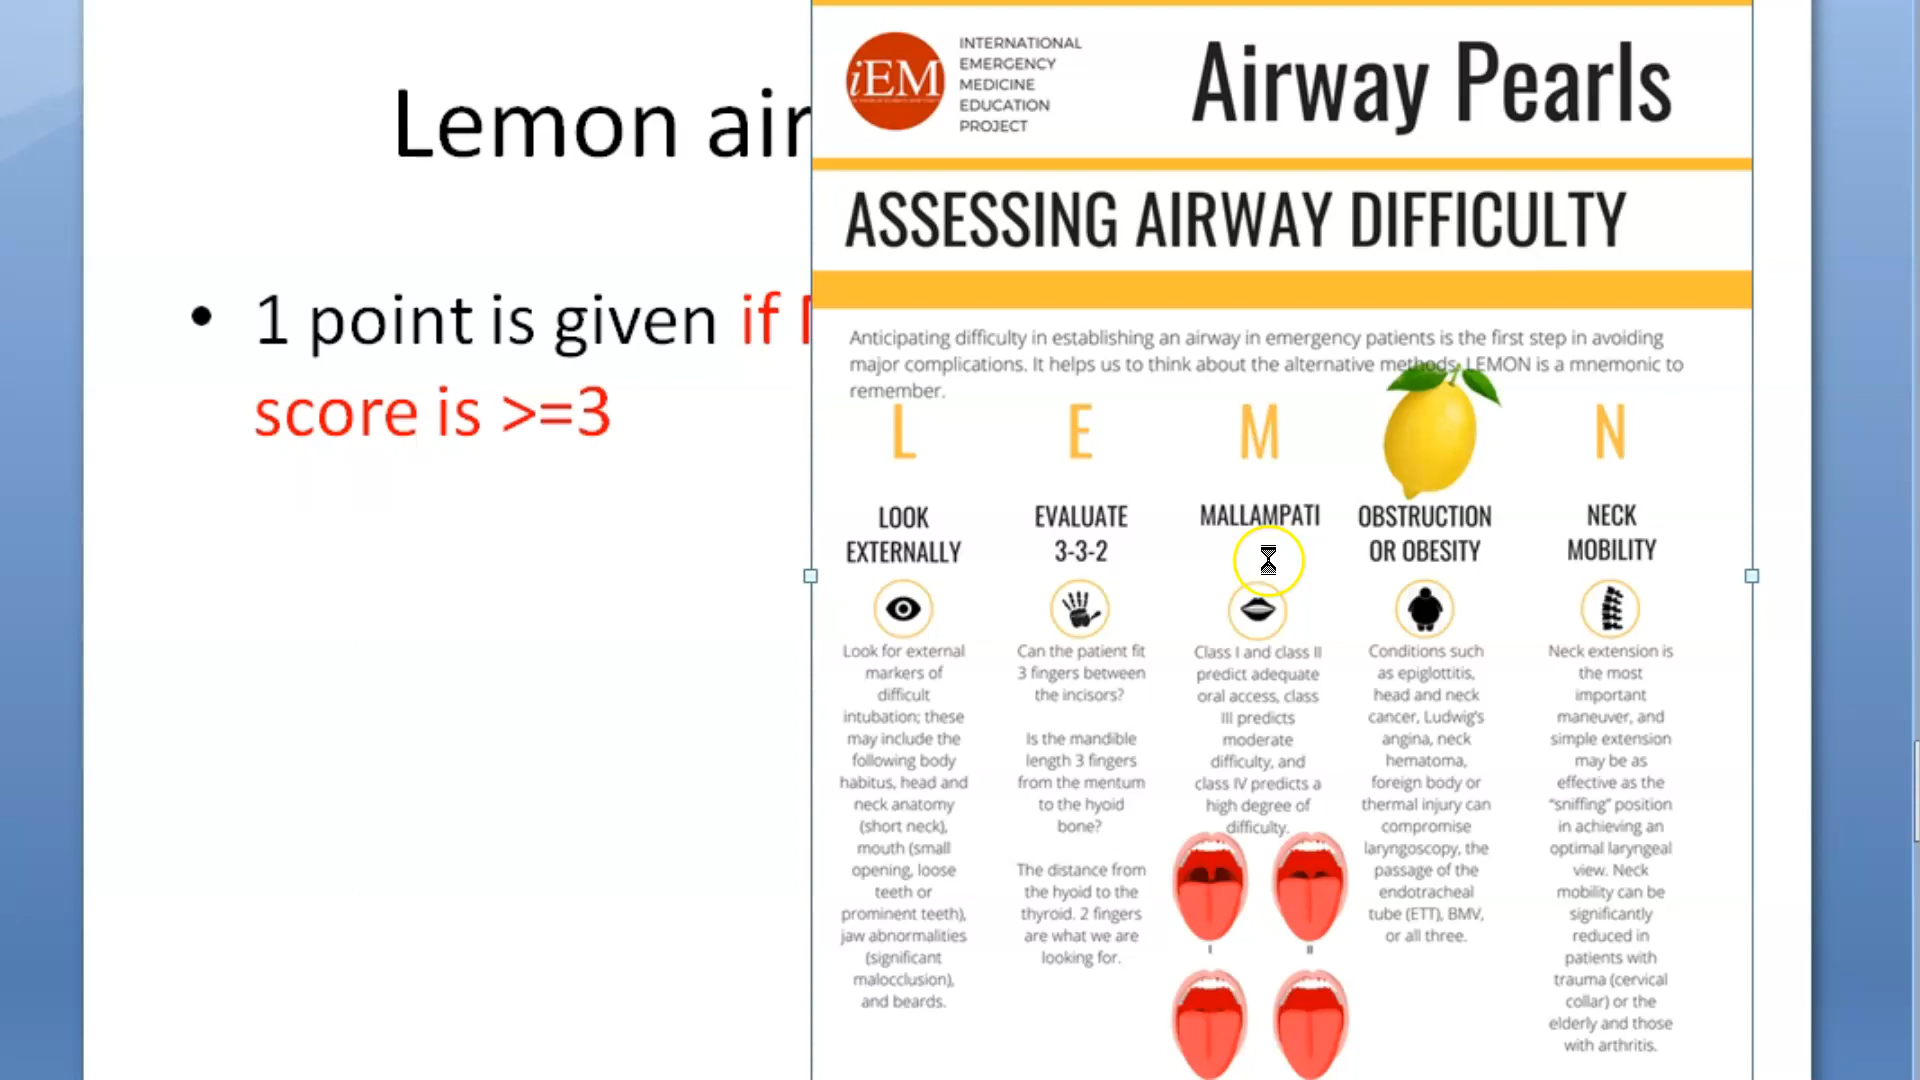 Lemon air
• 1 point is given if
score is >=3
iEM
INTERNATIONAL
EMERGENCY
MEDICINE
EDUCATION
PROJECT
Airway Pearls
ASSESSING AIRWAY DIFFICULTY
Anticipating difficulty in establishing an airway in emergency patients is the first step in avoiding
major complications. It helps us to think about the alternative methods. LEMON is a mnemonic to
remember.
L
LOOK
EXTERNALLY
Look for external
markers of
difficult
intubation; these
may include the
following body
habitus, head and
neck anatomy
(short neck),
mouth (small
opening, loose
teeth or
prominent teeth),
jaw abnormalities
(significant
malocclusion),
and beards.
E
EVALUATE
3-3-2
Can the patient fit
3 fingers between
the incisors?
Is the mandible
length 3 fingers
from the mentum
to the hyoid
bone?
The distance from
the hyoid to the
thyroid. 2 fingers
are what we are
looking for.
M
MALLAMPATI
Class I and class II
predict adequate
oral access, class
III predicts
moderate
difficulty, and
class IV predicts a
high degree of
difficulty.
I
II
OBSTRUCTION
OR OBESITY
Conditions such
as epiglottitis,
head and neck
cancer, Ludwig's
angina, neck
hematoma,
foreign body or
thermal injury can
compromise
laryngoscopy, the
passage of the
endotracheal
tube (ETT), BMV,
or all three.
N
NECK
MOBILITY
Neck extension is
the most
important
maneuver, and
simple extension
may be as
effective as the
“sniffing” position
in achieving an
optimal laryngeal
view. Neck
mobility can be
significantly
reduced in
patients with
trauma (cervical
collar) or the
elderly and those
with arthritis.